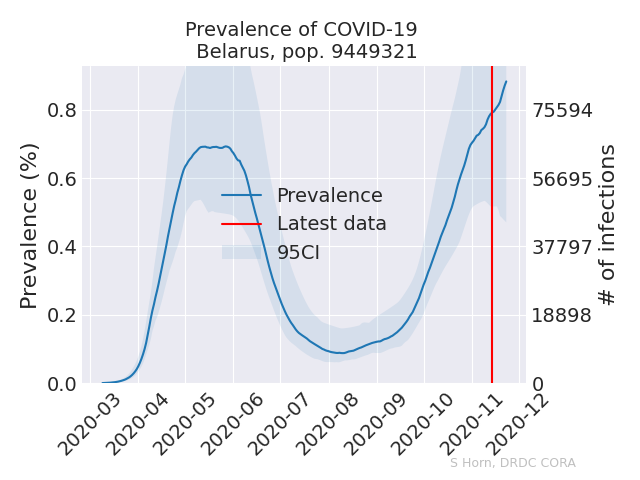 Prevalence of COVID-19
Belarus, pop. 9449321
Prevalence (%)
0.8
0.6
0.4
0.2
0.0
75594
56695
37797
18898
0
# of infections
Prevalence
Latest data
95CI
2020-03
2020-04
2020-05
2020-06
2020-07
2020-08
2020-09
2020-10
2020-11
2020-12
S Horn, DRDC CORA